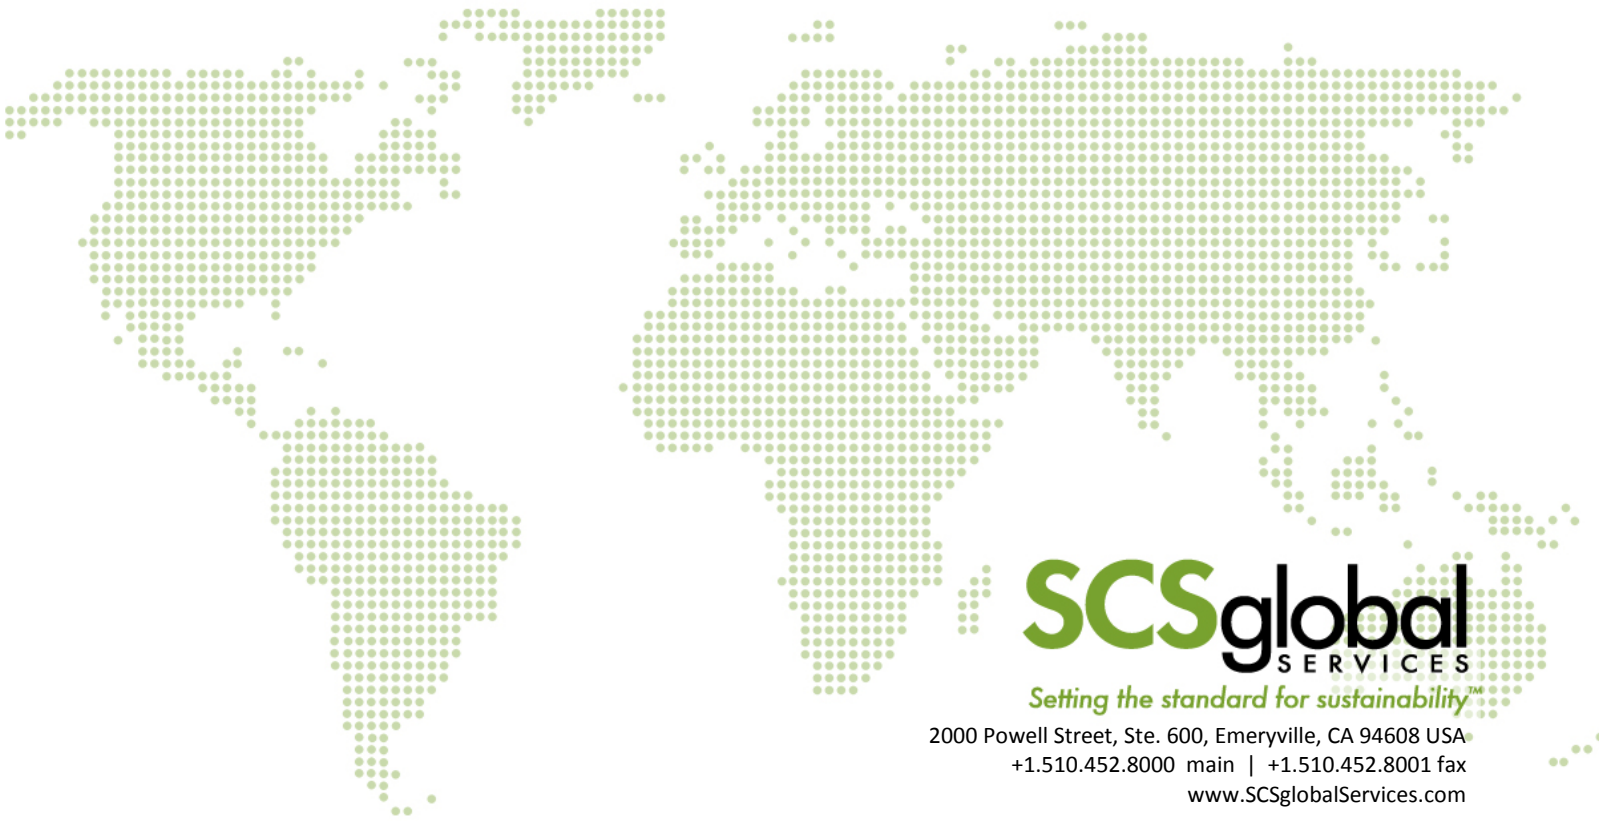 SCSglobal
SERVICES
Setting the standard for sustainability™
2000 Powell Street, Ste. 600, Emeryville, CA 94608 USA
+1.510.452.8000 main | +1.510.452.8001 fax
www.SCSglobalServices.com